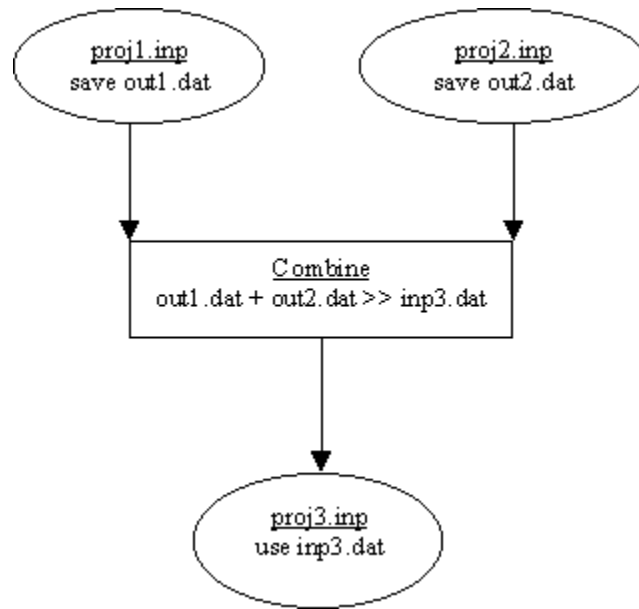 proj1.inp
save out1.dat
proj2.inp
save out2.dat
Combine
out1.dat + out2.dat >> inp3.dat
proj3.inp
use inp3.dat